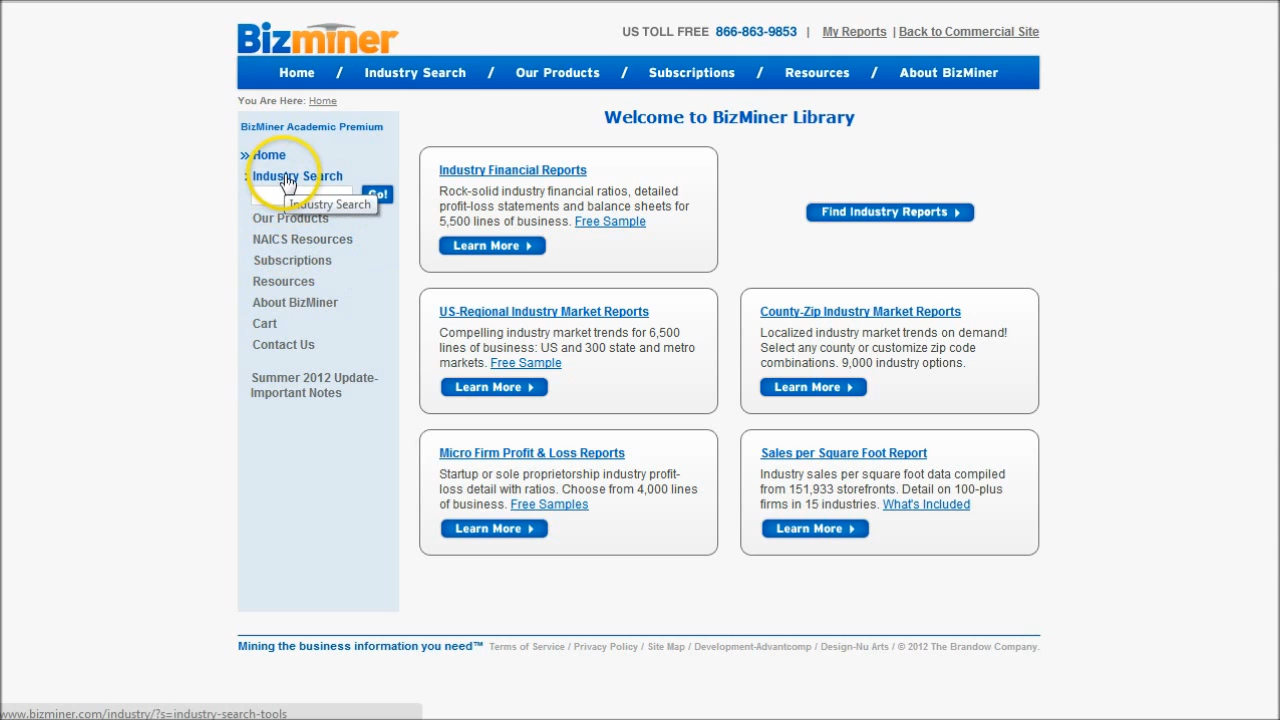 Bizminer
US TOLL FREE 866-863-9853 | My Reports | Back to Commercial Site
Home / Industry Search / Our Products / Subscriptions / Resources / About BizMiner
You Are Here: Home
BizMiner Academic Premium
» Home
Industry Search
Go!
Industry Search
Our Products
NAICS Resources
Subscriptions
Resources
About BizMiner
Cart
Contact Us
Summer 2012 Update-
Important Notes
Welcome to BizMiner Library
Industry Financial Reports
Rock-solid industry financial ratios, detailed
profit-loss statements and balance sheets for
5,500 lines of business. Free Sample
Learn More
Find Industry Reports
US-Regional Industry Market Reports
Compelling industry market trends for 6,500
lines of business: US and 300 state and metro
markets. Free Sample
Learn More
County-Zip Industry Market Reports
Localized industry market trends on demand!
Select any county or customize zip code
combinations. 9,000 industry options.
Learn More
Micro Firm Profit & Loss Reports
Startup or sole proprietorship industry profit-
loss detail with ratios. Choose from 4,000 lines
of business. Free Samples
Learn More
Sales per Square Foot Report
Industry sales per square foot data compiled
from 151,933 storefronts. Detail on 100-plus
firms in 15 industries. What's Included
Learn More
Mining the business information you need™ Terms of Service / Privacy Policy / Site Map / Development-Advantcomp / Design-Nu Arts / © 2012 The Brandow Company.
www.bizminer.com/industry/?s=industry-search-tools